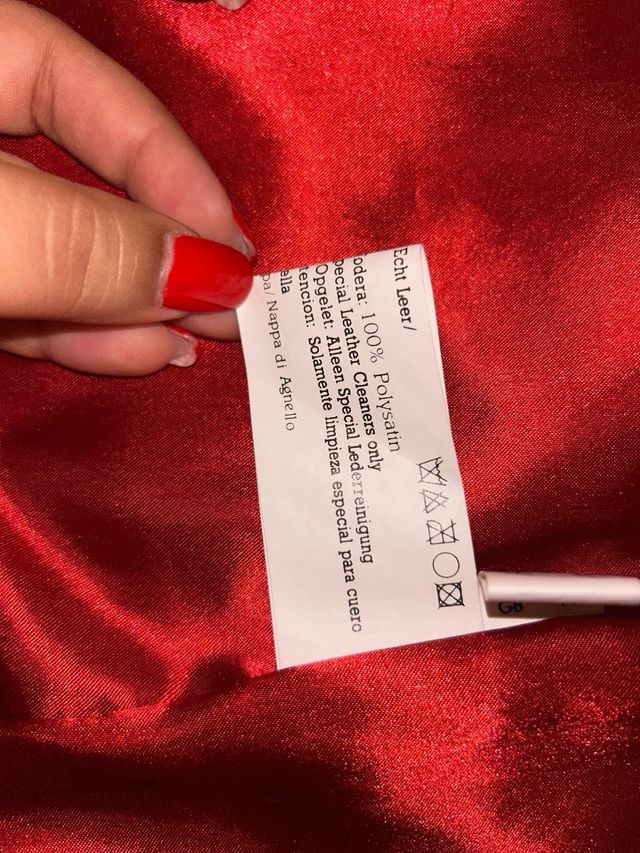 Echt Leer/
odera: 100% Polysatin
pecial Leather Cleaners only
Opgelet: Alleen Special Lederreinigung
tencion: Solamente limpieza especial para cuero
ella
pa/ Nappa di Agnello